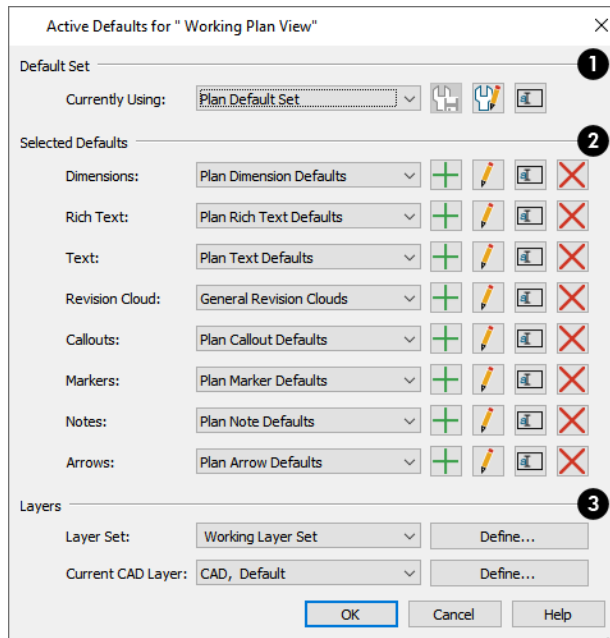 Active Defaults for " Working Plan View"
Default Set 1
Currently Using: Plan Default Set
Selected Defaults 2
Dimensions: Plan Dimension Defaults
Rich Text: Plan Rich Text Defaults
Text: Plan Text Defaults
Revision Cloud: General Revision Clouds
Callouts: Plan Callout Defaults
Markers: Plan Marker Defaults
Notes: Plan Note Defaults
Arrows: Plan Arrow Defaults
Layers 3
Layer Set: Working Layer Set Define...
Current CAD Layer: CAD, Default Define...
OK Cancel Help